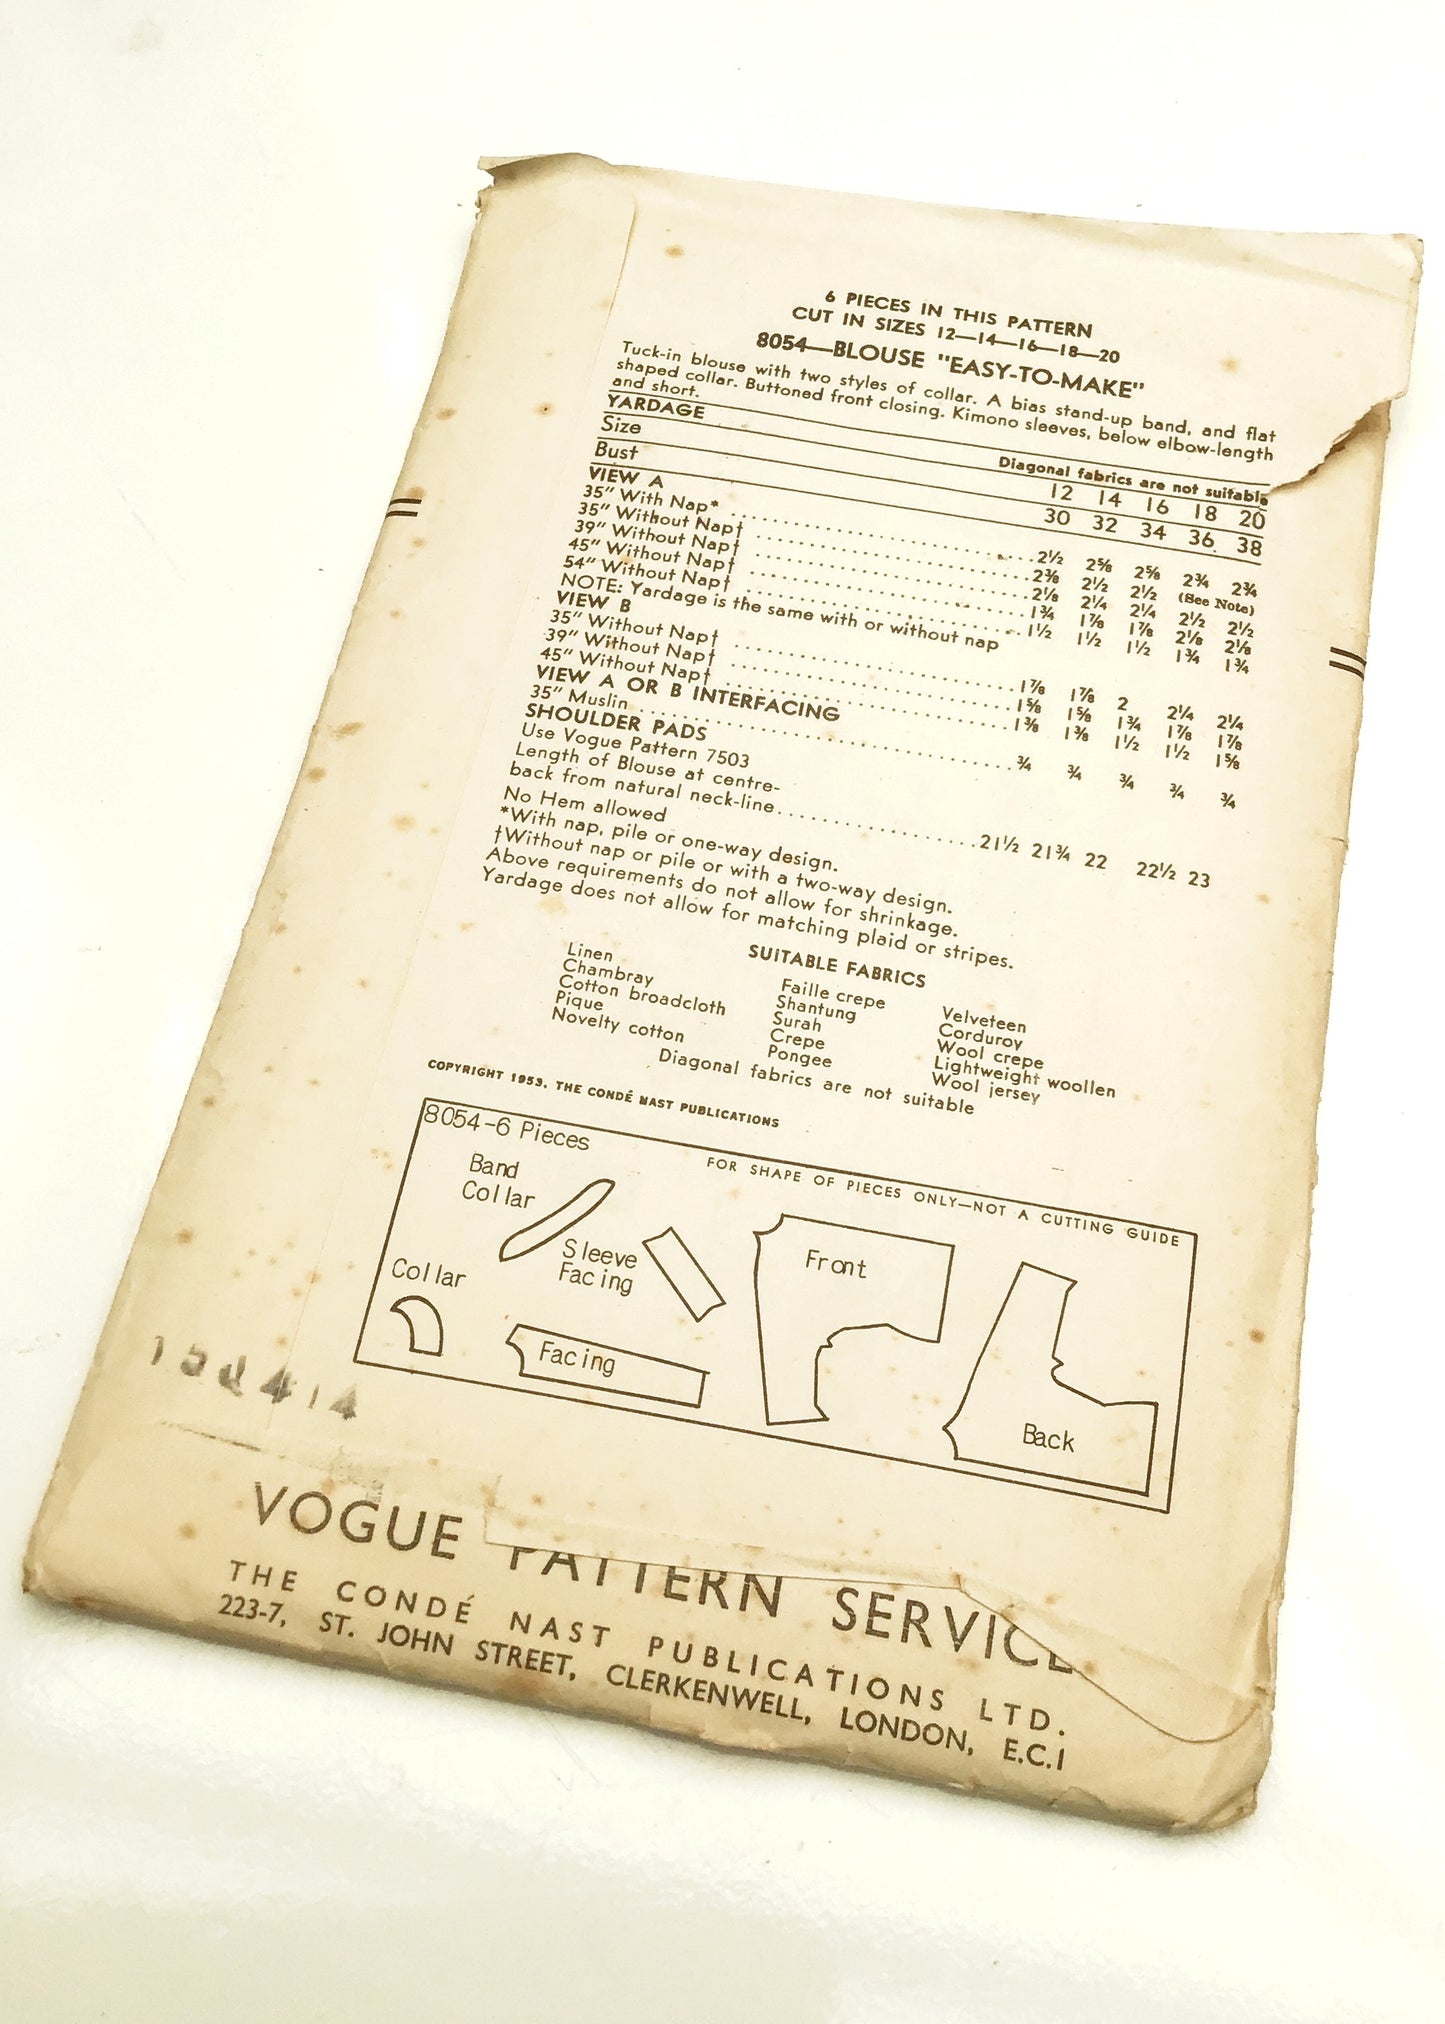 6 PIECES IN THIS PATTERN
CUT IN SIZES 12—14—16—18—20
8054—BLOUSE "EASY-TO-MAKE"
Tuck-in blouse with two styles of collar. A bias stand-up band, and flat
shaped collar. Buttoned front closing. Kimono sleeves, below elbow-length
and short.
YARDAGE Diagonal fabrics are not suitable
Size 12 14 16 18 20
Bust 30 32 34 36 38
VIEW A
35" With Nap* 2½ 2⅝ 2⅝ 2¾ 2¾
35" Without Nap† 2⅜ 2½ 2½ (See Note)
39" Without Nap† 2⅛ 2¼ 2¼ 2½ 2½
45" Without Nap† 1¾ 1⅞ 1⅞ 2⅛ 2⅛
54" Without Nap† 1½ 1½ 1½ 1¾ 1¾
NOTE: Yardage is the same with or without nap
VIEW B
35" Without Nap† 1⅞ 1⅞ 2 2¼ 2¼
39" Without Nap† 1⅝ 1⅝ 1¾ 1⅞ 1⅞
45" Without Nap† 1⅜ 1⅜ 1½ 1½ 1⅝
VIEW A OR B INTERFACING
35" Muslin ¾ ¾ ¾ ¾ ¾
SHOULDER PADS
Use Vogue Pattern 7503
Length of Blouse at centre-
back from natural neck-line 21½ 21¾ 22 22½ 23
No Hem allowed
*With nap, pile or one-way design.
†Without nap or pile or with a two-way design.
Above requirements do not allow for shrinkage.
Yardage does not allow for matching plaid or stripes.
SUITABLE FABRICS
Linen Faille crepe Velveteen
Chambray Shantung Corduroy
Cotton broadcloth Surah Wool crepe
Pique Crepe Lightweight woollen
Novelty cotton Pongee Wool jersey
Diagonal fabrics are not suitable
COPYRIGHT 1953, THE CONDÉ NAST PUBLICATIONS
8054-6 Pieces
FOR SHAPE OF PIECES ONLY—NOT A CUTTING GUIDE
Band
Collar
Sleeve
Facing
Front
Collar
Facing
Back
VOGUE PATTERN SERVICE
THE CONDÉ NAST PUBLICATIONS LTD.
223-7, ST. JOHN STREET, CLERKENWELL, LONDON, E.C.1